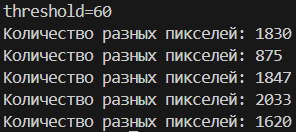 threshold=60
Количество разных пикселей: 1830
Количество разных пикселей: 875
Количество разных пикселей: 1847
Количество разных пикселей: 2033
Количество разных пикселей: 1620